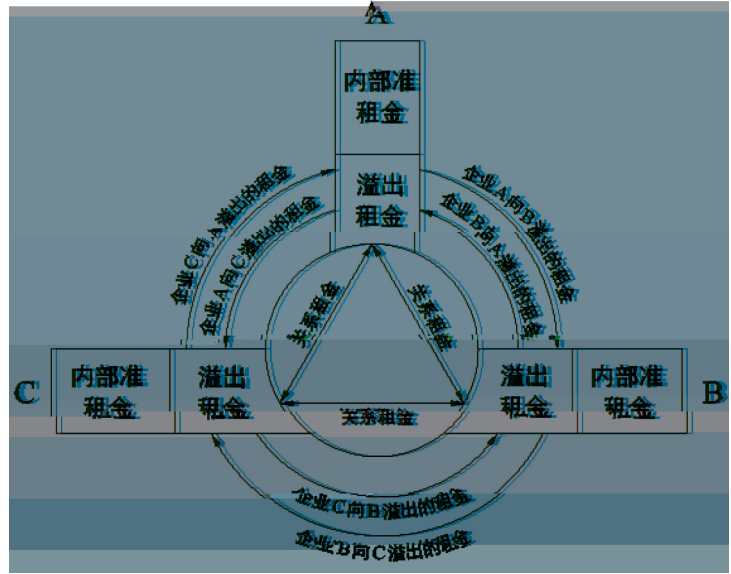 A
内部准
租金
溢出
租金
企业C向A溢出的租金
企业A向C溢出的租金
企业A向B溢出的租金
企业B向A溢出的租金
关系租金
关系租金
C
内部准
租金
溢出
租金
关系租金
溢出
租金
内部准
租金
B
企业C向B溢出的租金
企业B向C溢出的租金